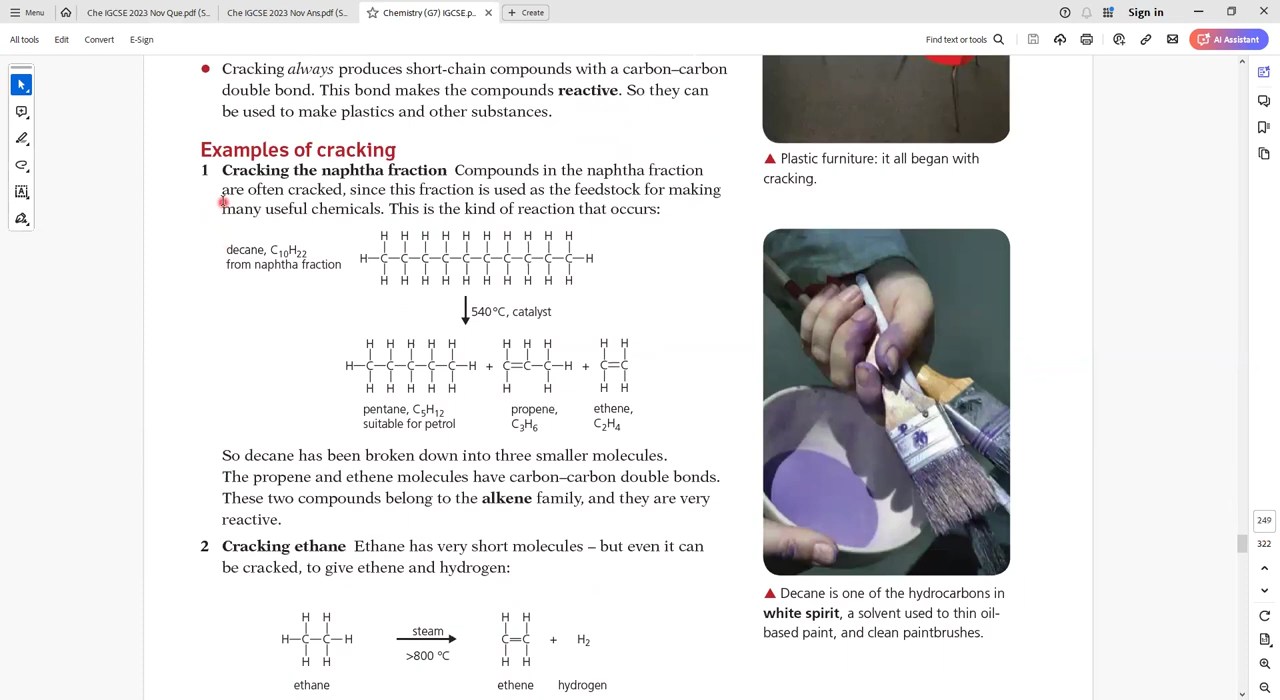 Menu
Che IGCSE 2023 Nov Que.pdf (S...
Che IGCSE 2023 Nov Ans.pdf (S...
Chemistry (G7) IGCSE.p...
Create
Sign in
All tools Edit Convert E-Sign
Find text or tools
AI Assistant
Cracking always produces short-chain compounds with a carbon–carbon
double bond. This bond makes the compounds reactive. So they can
be used to make plastics and other substances.
Examples of cracking
1 Cracking the naphtha fraction Compounds in the naphtha fraction
are often cracked, since this fraction is used as the feedstock for making
many useful chemicals. This is the kind of reaction that occurs:
H H H H H H H H H H
decane, C10H22
from naphtha fraction
H–C–C–C–C–C–C–C–C–C–C–H
H H H H H H H H H H
540 °C, catalyst
H H H H H H H H H H
H–C–C–C–C–C–H + C=C–C–H + C=C
H H H H H H H H H
pentane, C5H12
suitable for petrol
propene,
C3H6
ethene,
C2H4
So decane has been broken down into three smaller molecules.
The propene and ethene molecules have carbon–carbon double bonds.
These two compounds belong to the alkene family, and they are very
reactive.
2 Cracking ethane Ethane has very short molecules – but even it can
be cracked, to give ethene and hydrogen:
H H H H
H–C–C–H steam C=C + H2
>800 °C
H H H H
ethane ethene hydrogen
▲ Plastic furniture: it all began with
cracking.
▲ Decane is one of the hydrocarbons in
white spirit, a solvent used to thin oil-
based paint, and clean paintbrushes.
249
322